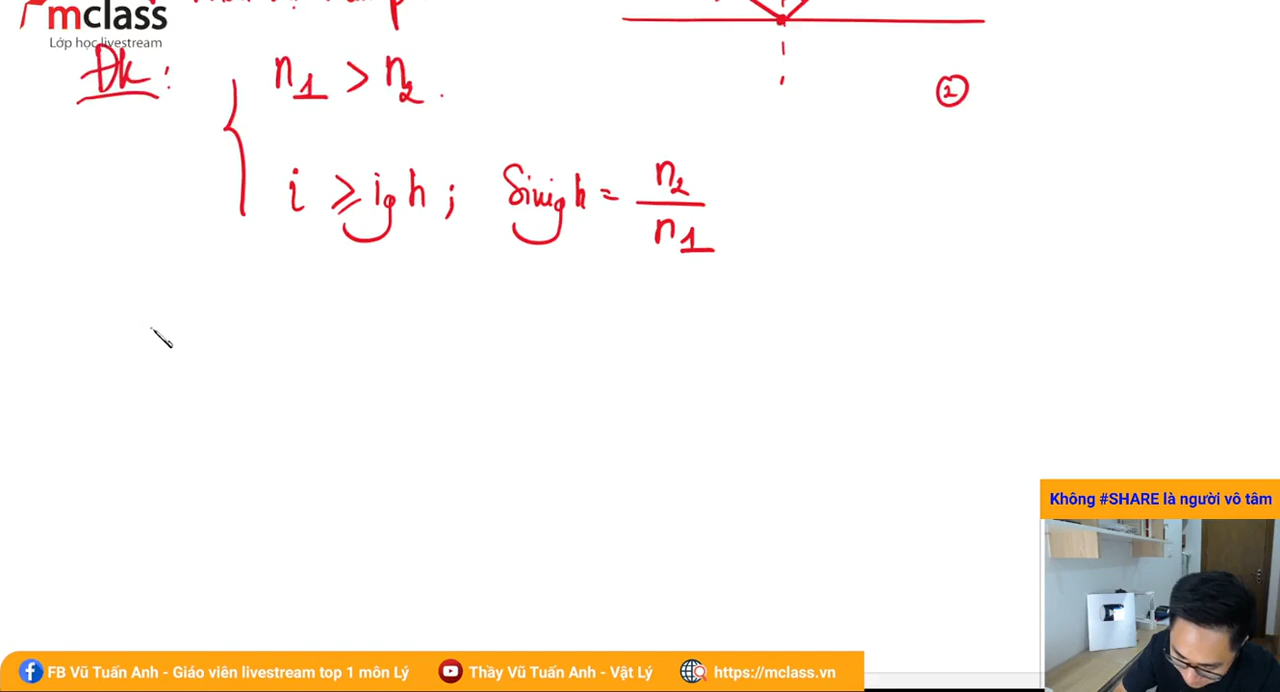 mclass
Lớp học livestream
Đk:
n1 > n2.
②
i ⩾ igh; Sinigh = n2/n1
Không #SHARE là người vô tâm
FB Vũ Tuấn Anh - Giáo viên livestream top 1 môn Lý
Thầy Vũ Tuấn Anh - Vật Lý
https://mclass.vn